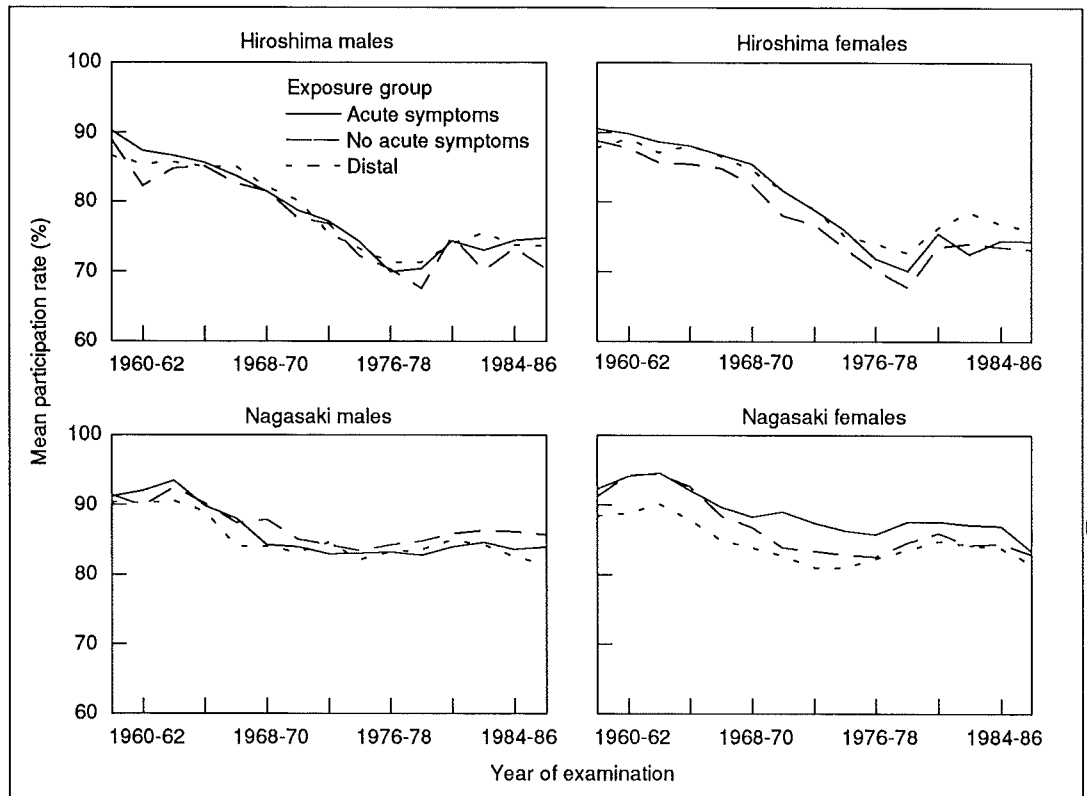 Hiroshima males
Hiroshima females
100
90
80
70
60
Exposure group
Acute symptoms
No acute symptoms
Distal
1960-62 1968-70 1976-78 1984-86
1960-62 1968-70 1976-78 1984-86
Mean participation rate (%)
Nagasaki males
Nagasaki females
100
90
80
70
60
1960-62 1968-70 1976-78 1984-86
1960-62 1968-70 1976-78 1984-86
Year of examination